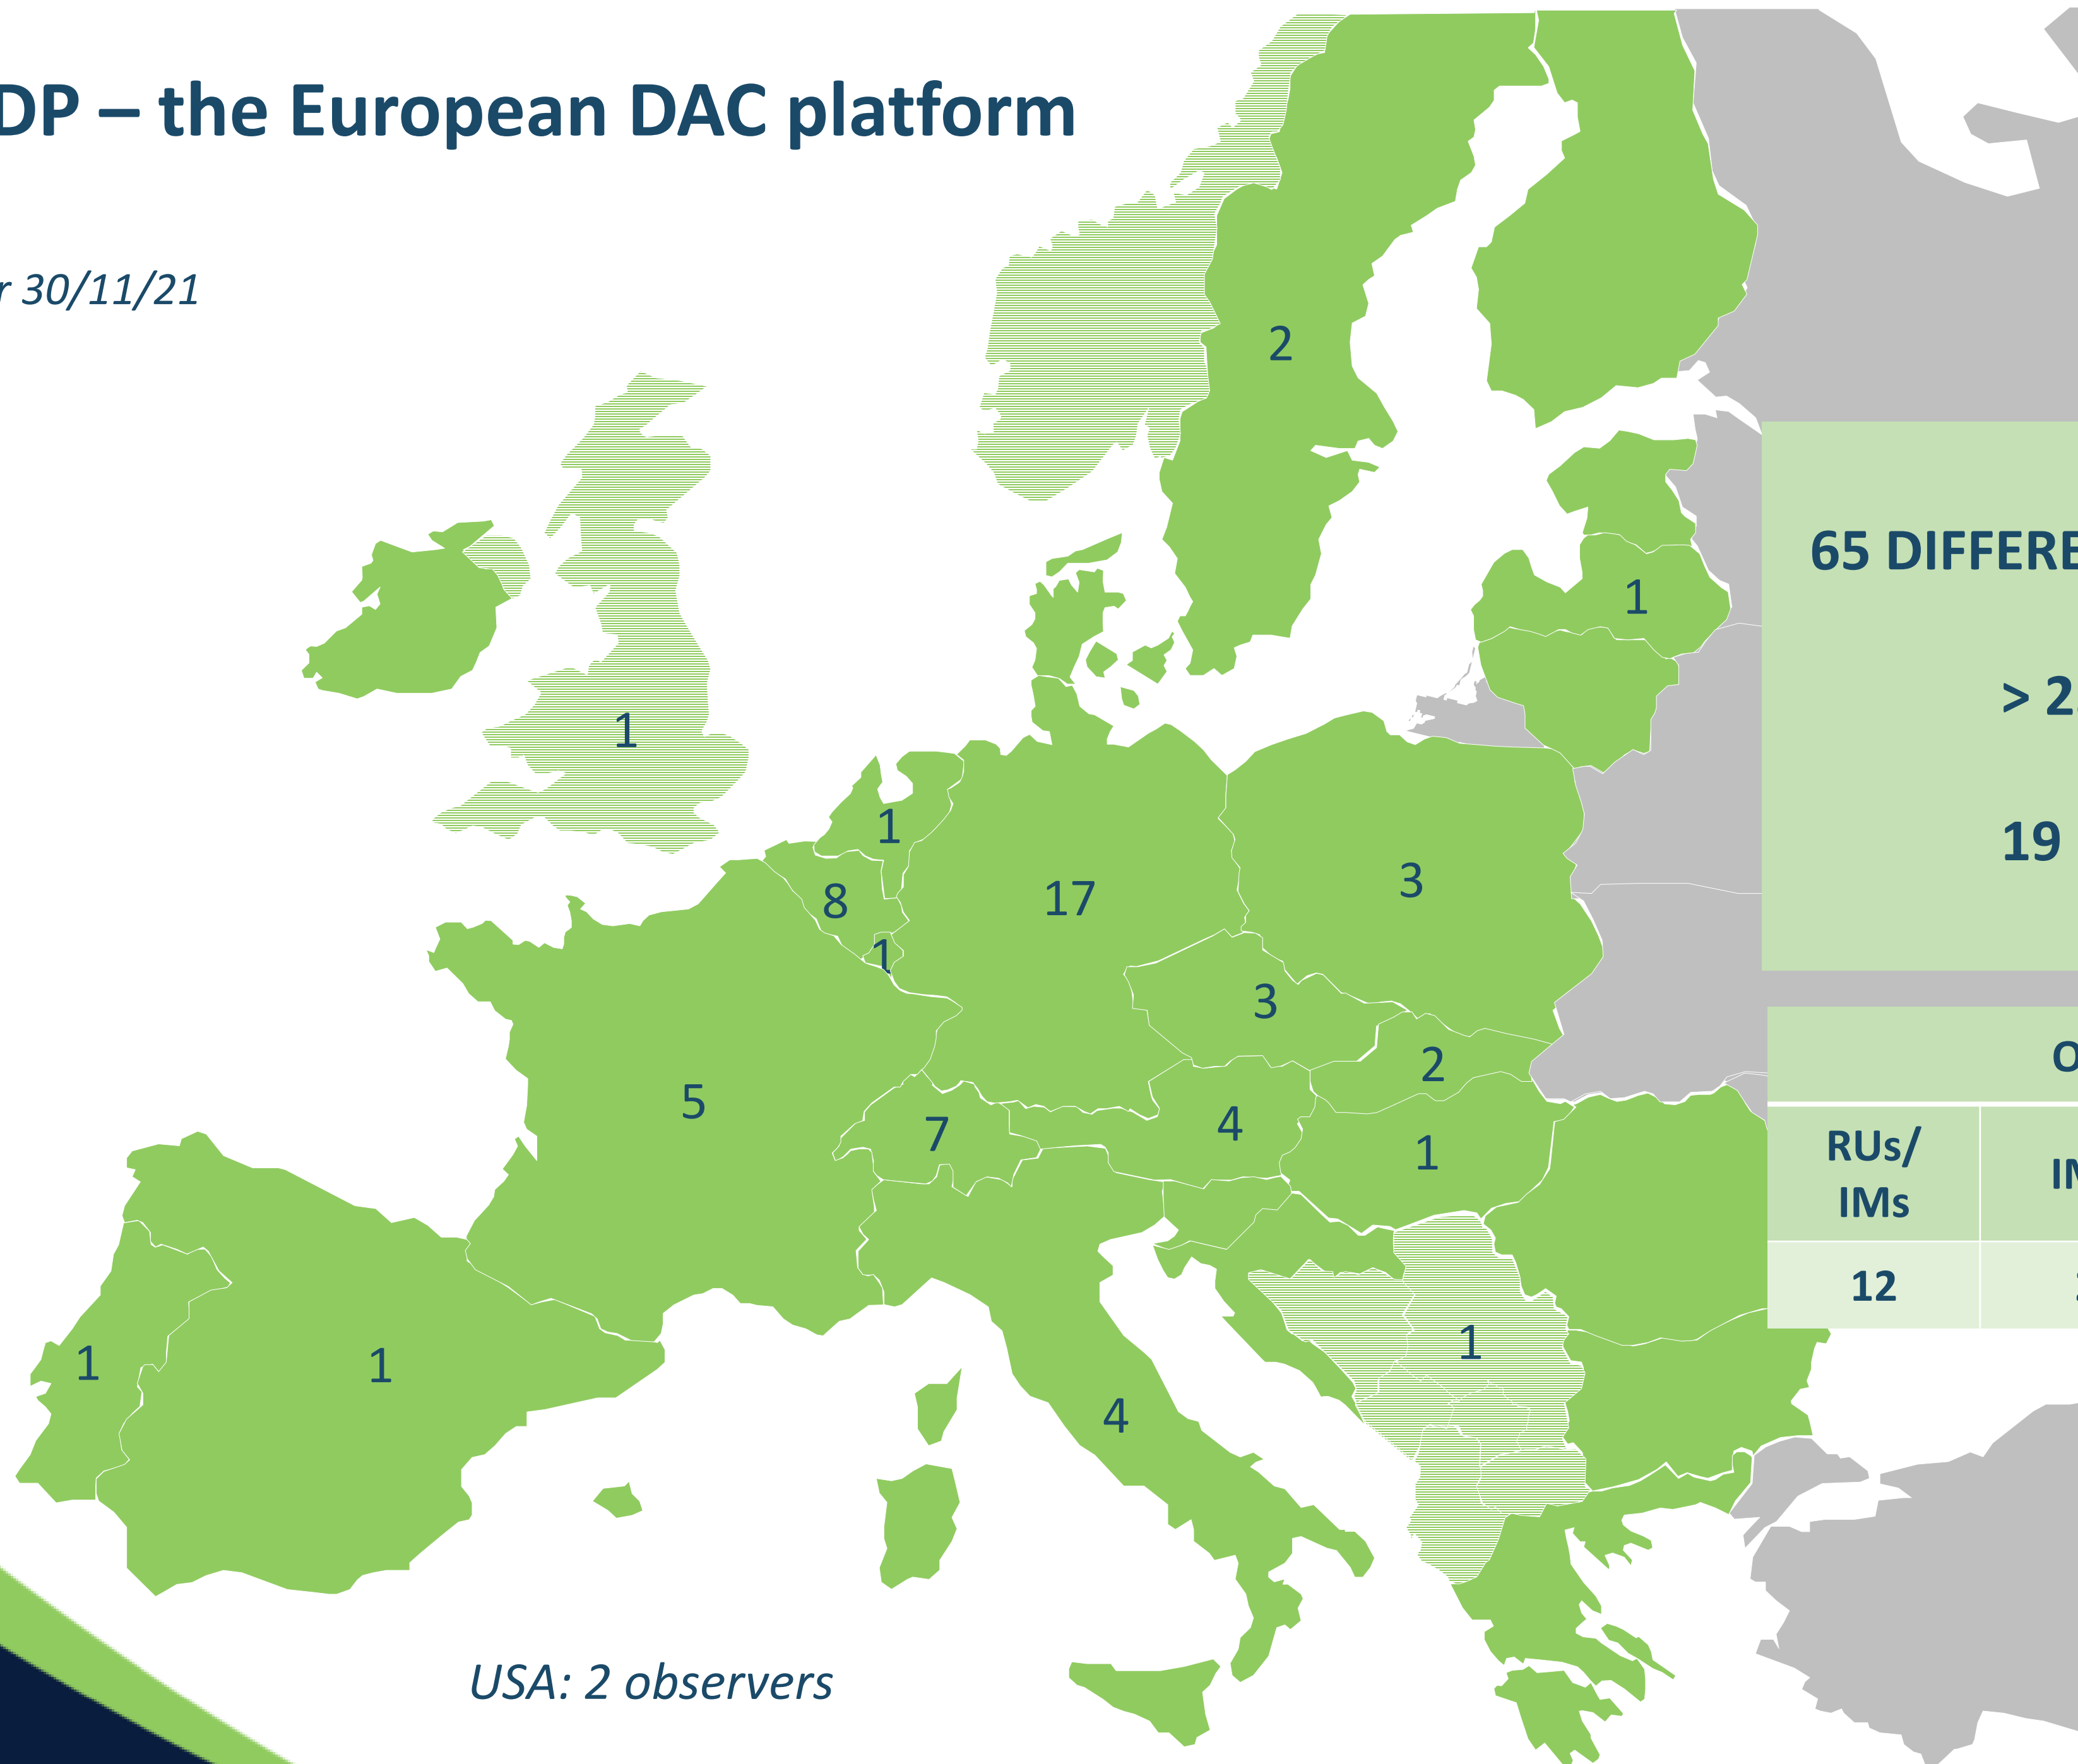 DP – the European DAC platform
r 30/11/21
2
1
1
1
8
1
17
3
3
2
5
7
4
1
1
1
4
1
65 DIFFERE
> 2
19
O
RUs/
IMs
IM
12
USA: 2 observers